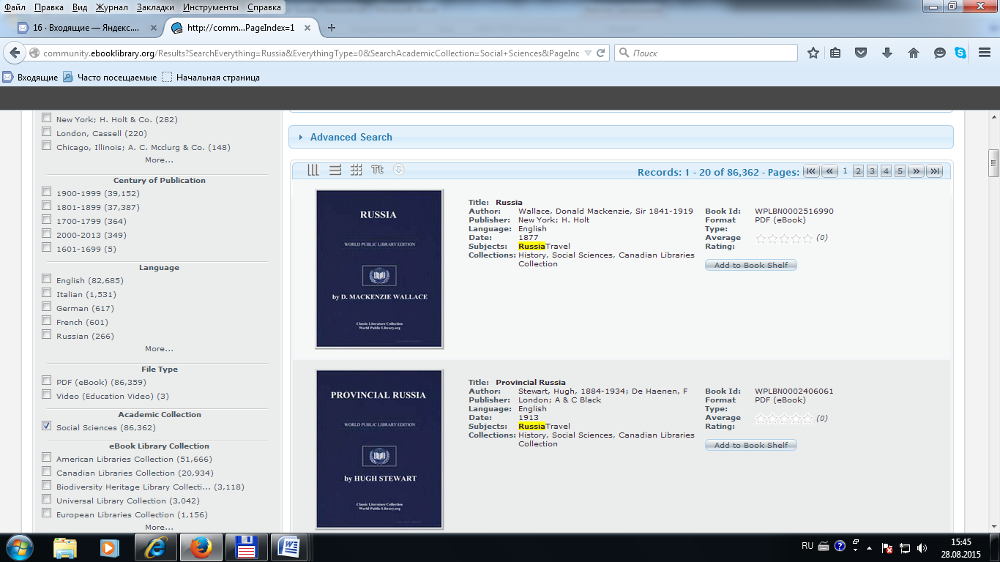 Файл Правка Вид Журнал Закладки Инструменты Справка
16 · Входящие — Яндекс....
http://comm...PageIndex=1
community.ebooklibrary.org/Results?SearchEverything=Russia&EverythingType=0&SearchAcademicCollection=Social+Sciences&PageInc
Поиск
Входящие Часто посещаемые Начальная страница
New York; H. Holt & Co. (282)
London, Cassell (220)
Chicago, Illinois; A. C. Mcclurg & Co. (148)
More...
Century of Publication
1900-1999 (39,152)
1801-1899 (37,387)
1700-1799 (364)
2000-2013 (349)
1601-1699 (5)
Language
English (82,685)
Italian (1,531)
German (617)
French (601)
Russian (266)
More...
File Type
PDF (eBook) (86,359)
Video (Education Video) (3)
Academic Collection
Social Sciences (86,362)
eBook Library Collection
American Libraries Collection (51,666)
Canadian Libraries Collection (20,934)
Biodiversity Heritage Library Collecti... (3,118)
Universal Library Collection (3,042)
European Libraries Collection (1,156)
More...
Advanced Search
Tt
Records: 1 - 20 of 86,362 - Pages: 1 2 3 4 5
RUSSIA
WORLD PUBLIC LIBRARY EDITION
by D. MACKENZIE WALLACE
Classic Literature Collection
World Public Library.org
Title: Russia
Author: Wallace, Donald Mackenzie, Sir 1841-1919
Publisher: New York; H. Holt
Language: English
Date: 1877
Subjects: RussiaTravel
Collections: History, Social Sciences, Canadian Libraries
Collection
Book Id: WPLBN0002516990
Format PDF (eBook)
Type:
Average (0)
Rating:
Add to Book Shelf
PROVINCIAL RUSSIA
WORLD PUBLIC LIBRARY EDITION
by HUGH STEWART
Classic Literature Collection
World Public Library.org
Title: Provincial Russia
Author: Stewart, Hugh, 1884-1934; De Haenen, F
Publisher: London; A & C Black
Language: English
Date: 1913
Subjects: RussiaTravel
Collections: History, Social Sciences, Canadian Libraries
Collection
Book Id: WPLBN0002406061
Format PDF (eBook)
Type:
Average (0)
Rating:
Add to Book Shelf
RU
15:45
28.08.2015